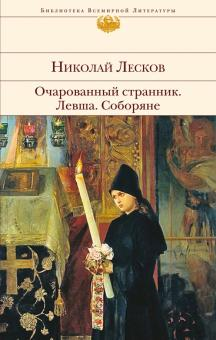 Библиотека Всемирной Литературы
Николай Лесков
Очарованный странник.
Левша. Соборяне